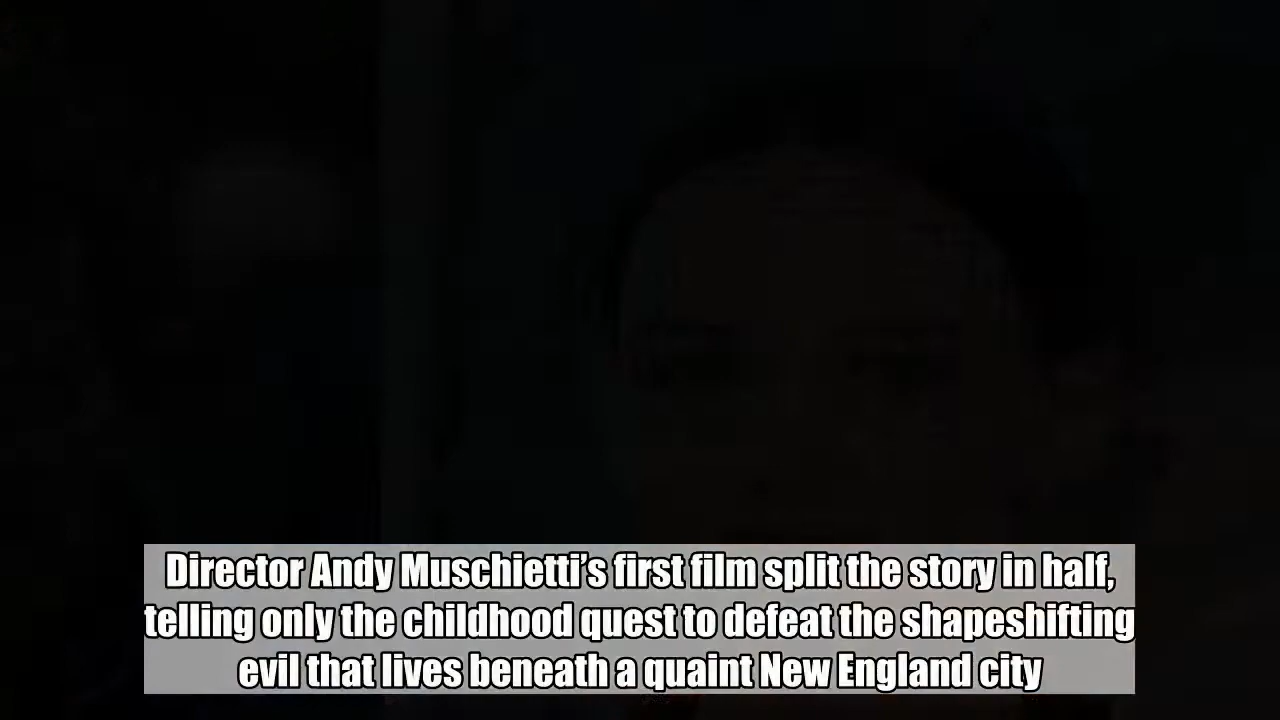 Director Andy Muschietti’s first film split the story in half,
telling only the childhood quest to defeat the shapeshifting
evil that lives beneath a quaint New England city